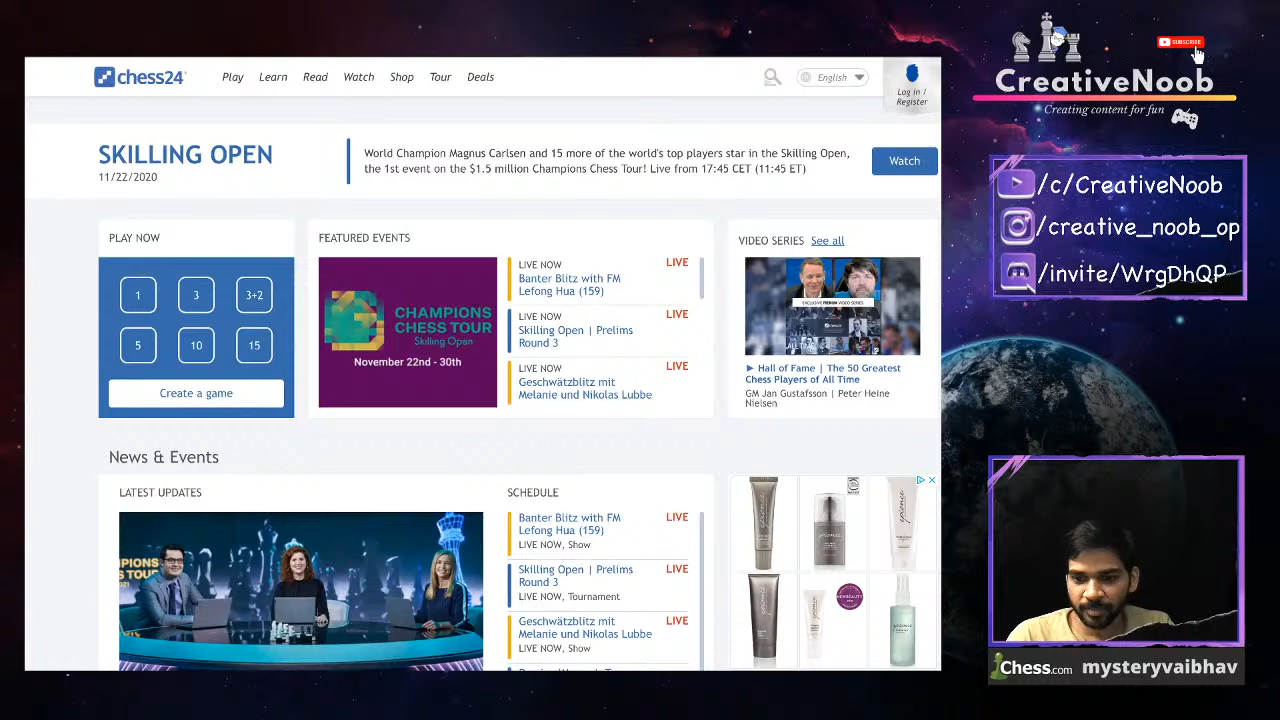 chess24
Play
Learn
Read
Watch
Shop
Tour
Deals
English
Log in /
Register
SKILLING OPEN
11/22/2020
World Champion Magnus Carlsen and 15 more of the world's top players star in the Skilling Open,
the 1st event on the $1.5 million Champions Chess Tour! Live from 17:45 CET (11:45 ET)
Watch
PLAY NOW
1
3
3+2
5
10
15
Create a game
FEATURED EVENTS
CHAMPIONS
CHESS TOUR
Skilling Open
November 22nd - 30th
LIVE NOW
LIVE
Banter Blitz with FM
Lefong Hua (159)
LIVE NOW
LIVE
Skilling Open | Prelims
Round 3
LIVE NOW
LIVE
Geschwätzblitz mit
Melanie und Nikolas Lubbe
VIDEO SERIES
See all
EXCLUSIVE PREMIUM VIDEO SERIES
► Hall of Fame | The 50 Greatest
Chess Players of All Time
GM Jan Gustafsson | Peter Heine
Nielsen
News & Events
LATEST UPDATES
SCHEDULE
Banter Blitz with FM
LIVE
Lefong Hua (159)
LIVE NOW, Show
Skilling Open | Prelims
LIVE
Round 3
LIVE NOW, Tournament
Geschwätzblitz mit
LIVE
Melanie und Nikolas Lubbe
LIVE NOW, Show
SUBSCRIBE
CreativeNoob
Creating content for fun
/c/CreativeNoob
/creative_noob_op
/invite/WrgDhQP
Chess.com
mysteryvaibhav